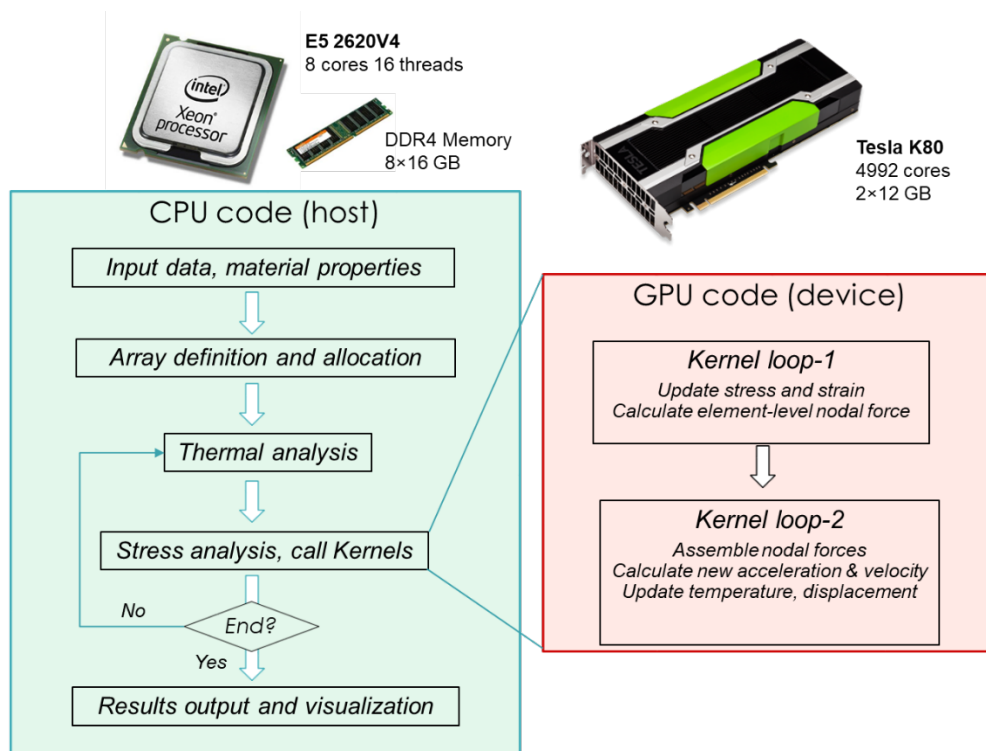 E5 2620V4
8 cores 16 threads
intel
Xeon®
processor
DDR4 Memory
8×16 GB
TESLA
Tesla K80
4992 cores
2×12 GB
CPU code (host)
Input data, material properties
Array definition and allocation
Thermal analysis
Stress analysis, call Kernels
No
End?
Yes
Results output and visualization
GPU code (device)
Kernel loop-1
Update stress and strain
Calculate element-level nodal force
Kernel loop-2
Assemble nodal forces
Calculate new acceleration & velocity
Update temperature, displacement